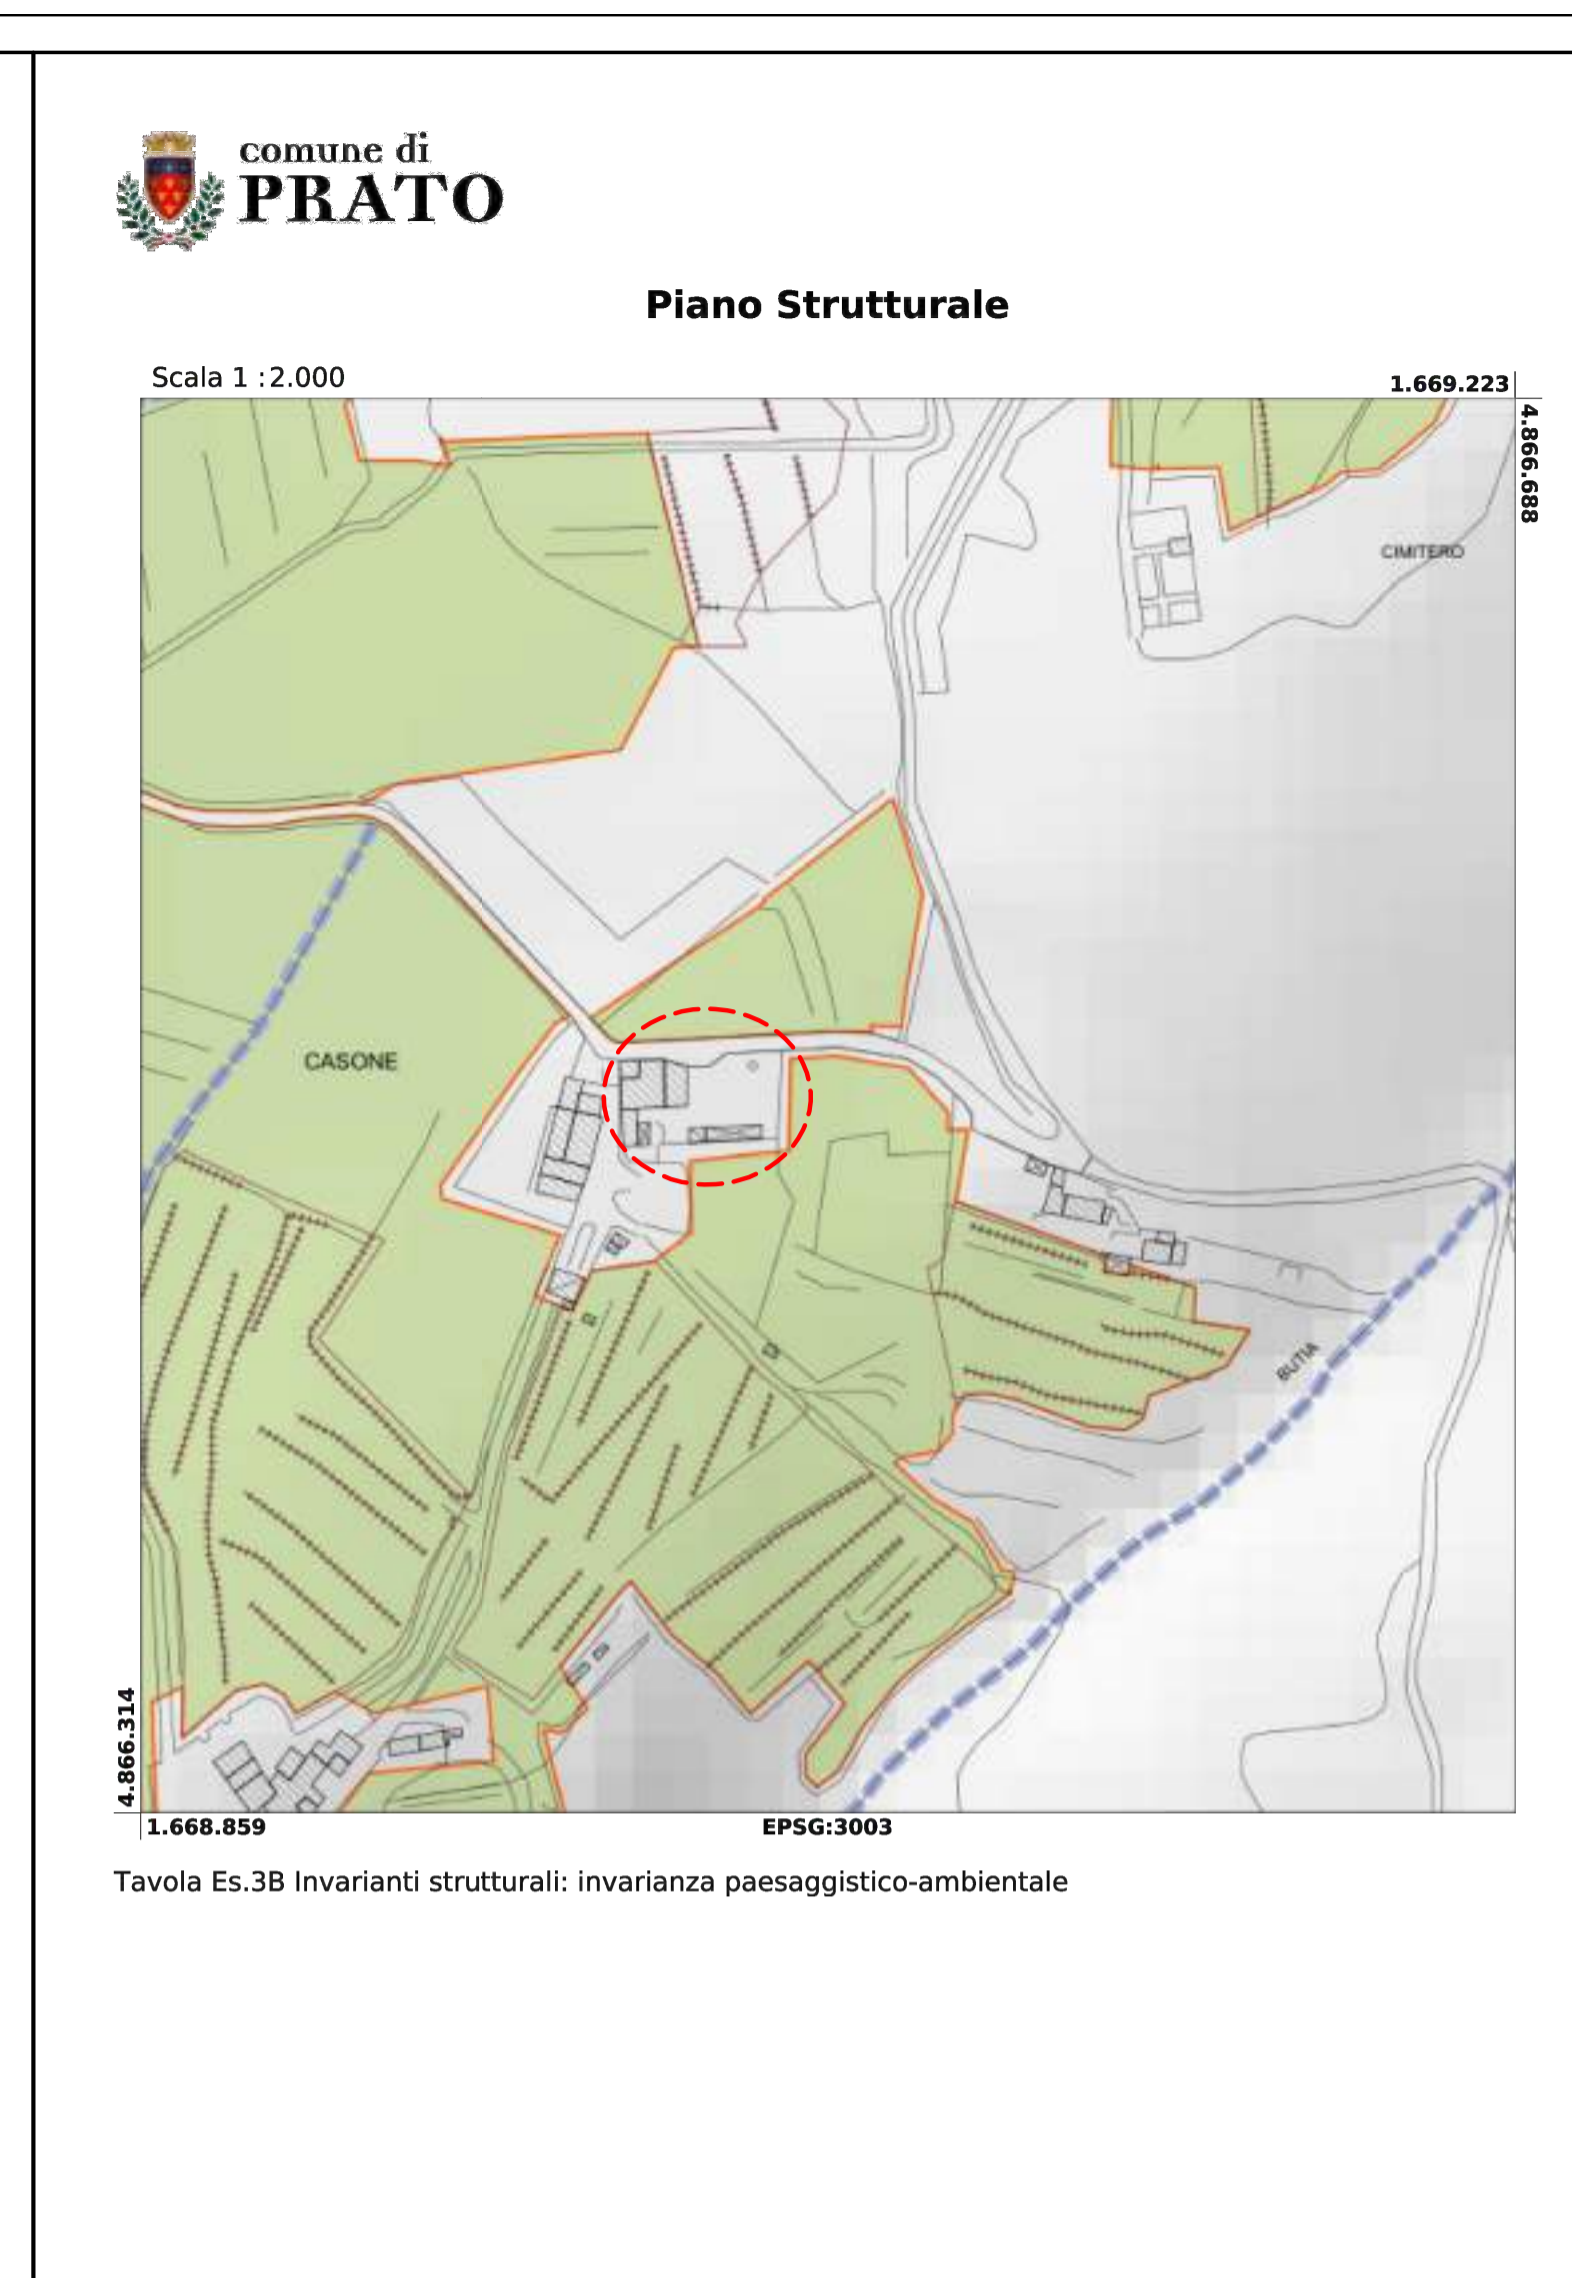 comune di
PRATO
Piano Strutturale
Scala 1 : 2.000
1.669.223
4.866.688
CIMITERO
CASONE
BUTIA
4.866.314
1.668.859
EPSG:3003
Tavola Es.3B Invarianti strutturali: invarianza paesaggistico-ambientale